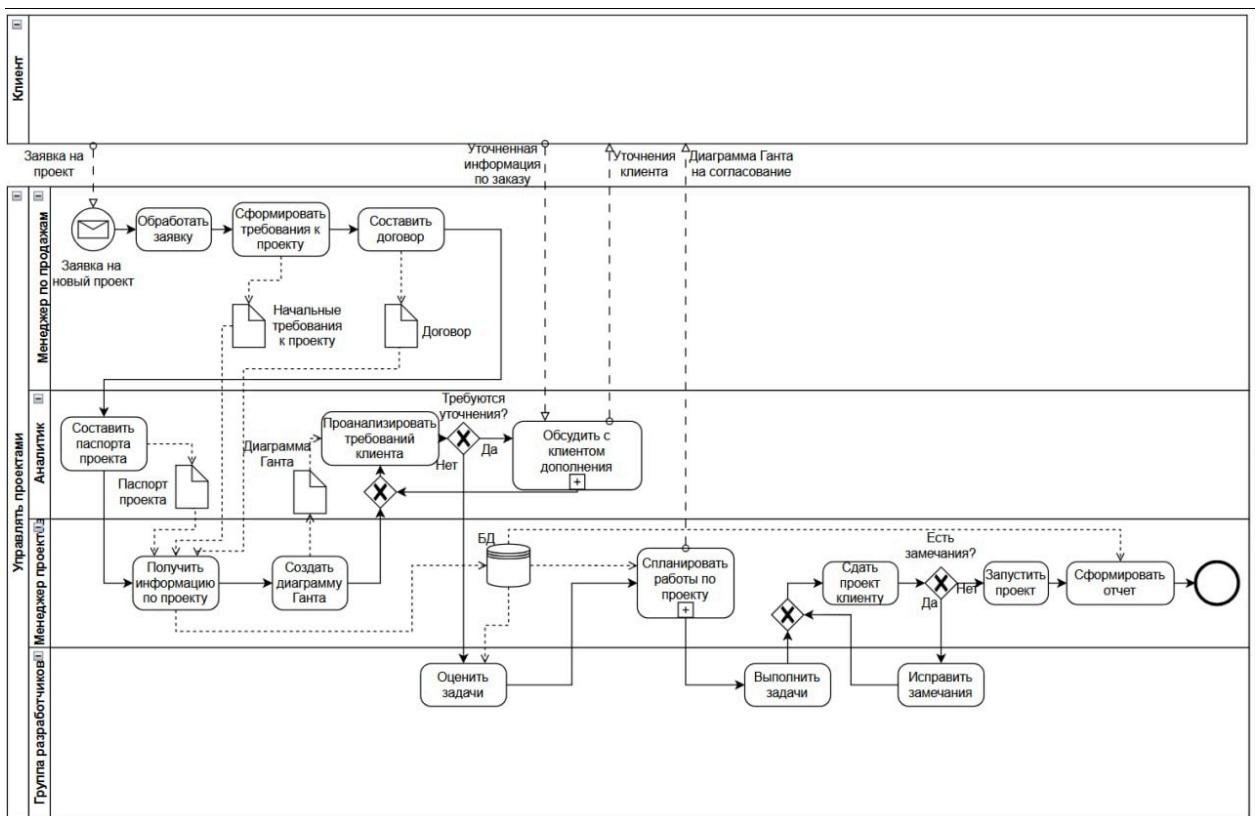 Клиент
Заявка на
проект
Уточненная
информация
по заказу
Уточнения
клиента
Диаграмма Ганта
на согласование
Управлять проектами
Менеджер по продажам
Заявка на
новый проект
Обработать
заявку
Сформировать
требования к
проекту
Составить
договор
Начальные
требования
к проекту
Договор
Аналитик
Составить
паспорта
проекта
Паспорт
проекта
Диаграмма
Ганта
Проанализировать
требований
клиента
Требуются
уточнения?
Да
Нет
Обсудить с
клиентом
дополнения
Менеджер проектов
Получить
информацию
по проекту
Создать
диаграмму
Ганта
БД
Спланировать
работы по
проекту
Сдать
проект
клиенту
Есть
замечания?
Да
Нет
Запустить
проект
Сформировать
отчет
Группа разработчиков
Оценить
задачи
Выполнить
задачи
Исправить
замечания